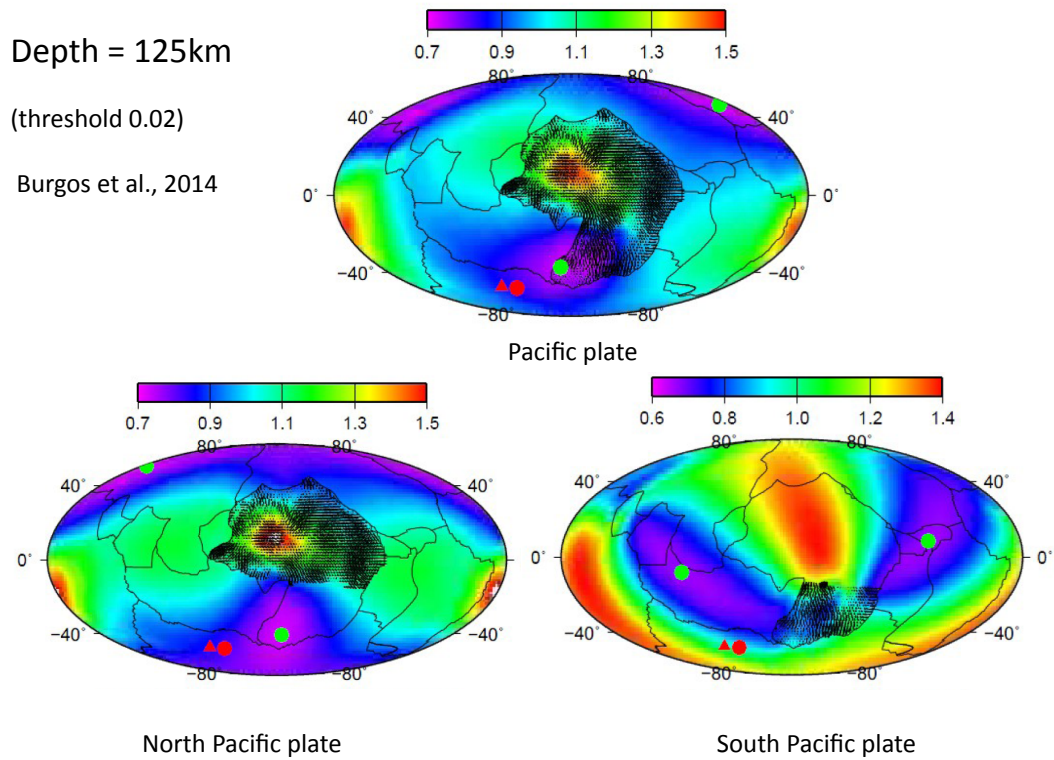 Depth = 125km
(threshold 0.02)
Burgos et al., 2014
0.7 0.9 1.1 1.3 1.5
80˚
40˚ 40˚
0˚ 0˚
−40˚ −40˚
−80˚ −80˚
Pacific plate
0.7 0.9 1.1 1.3 1.5
80˚
40˚ 40˚
0˚ 0˚
−40˚ −40˚
−80˚ −80˚
North Pacific plate
0.6 0.8 1.0 1.2 1.4
80˚
40˚ 40˚
0˚ 0˚
−40˚ −40˚
−80˚ −80˚
South Pacific plate